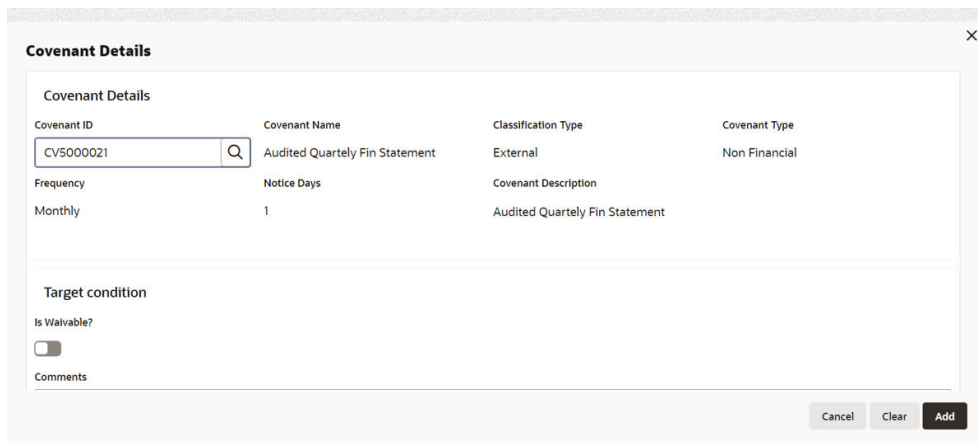 Covenant Details
Covenant Details
Covenant ID Covenant Name Classification Type Covenant Type
CV5000021 Audited Quartely Fin Statement External Non Financial
Frequency Notice Days Covenant Description
Monthly 1 Audited Quartely Fin Statement
Target condition
Is Waivable?
Comments
Cancel Clear Add